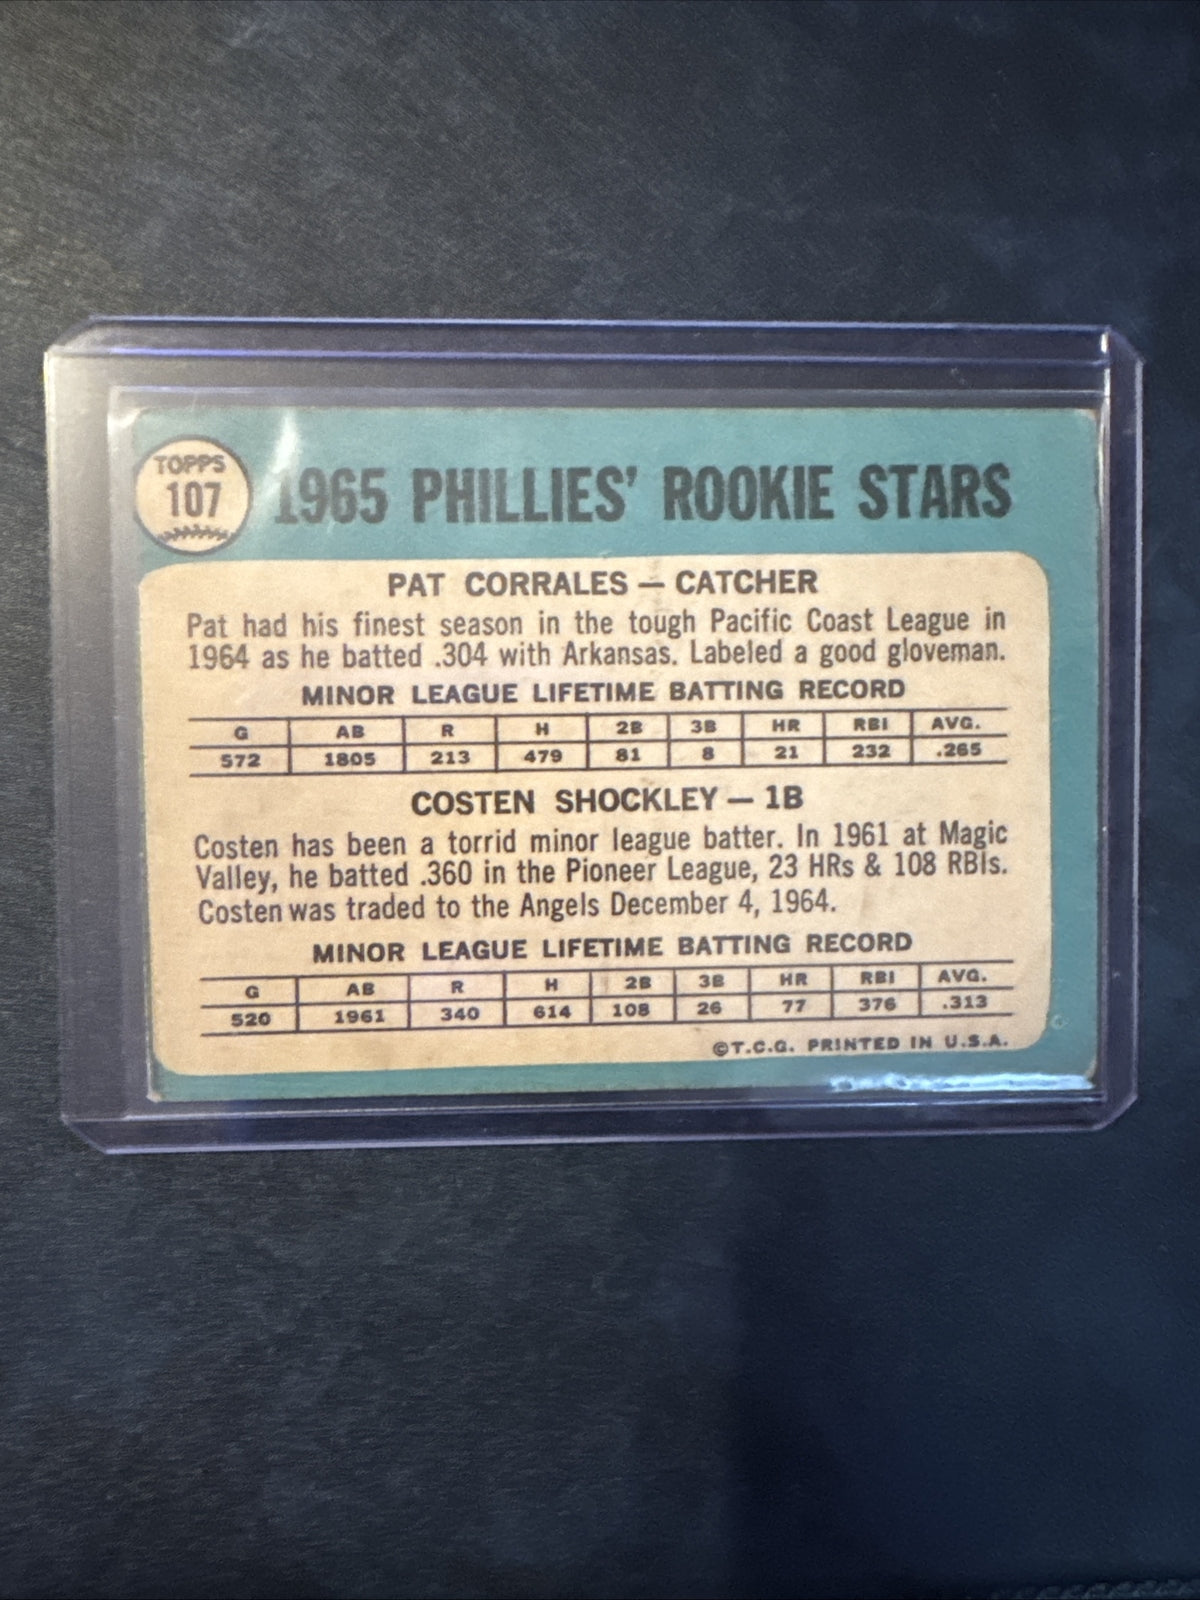 TOPPS
107
1965 PHILLIES' ROOKIE STARS
PAT CORRALES — CATCHER
Pat had his finest season in the tough Pacific Coast League in
1964 as he batted .304 with Arkansas. Labeled a good gloveman.
MINOR LEAGUE LIFETIME BATTING RECORD
G AB R H 2B 3B HR RBI AVG.
572 1805 213 479 81 8 21 232 .265
COSTEN SHOCKLEY — 1B
Costen has been a torrid minor league batter. In 1961 at Magic
Valley, he batted .360 in the Pioneer League, 23 HRs & 108 RBIs.
Costen was traded to the Angels December 4, 1964.
MINOR LEAGUE LIFETIME BATTING RECORD
G AB R H 2B 3B HR RBI AVG.
520 1961 340 614 108 26 77 376 .313
©T.C.G. PRINTED IN U.S.A.